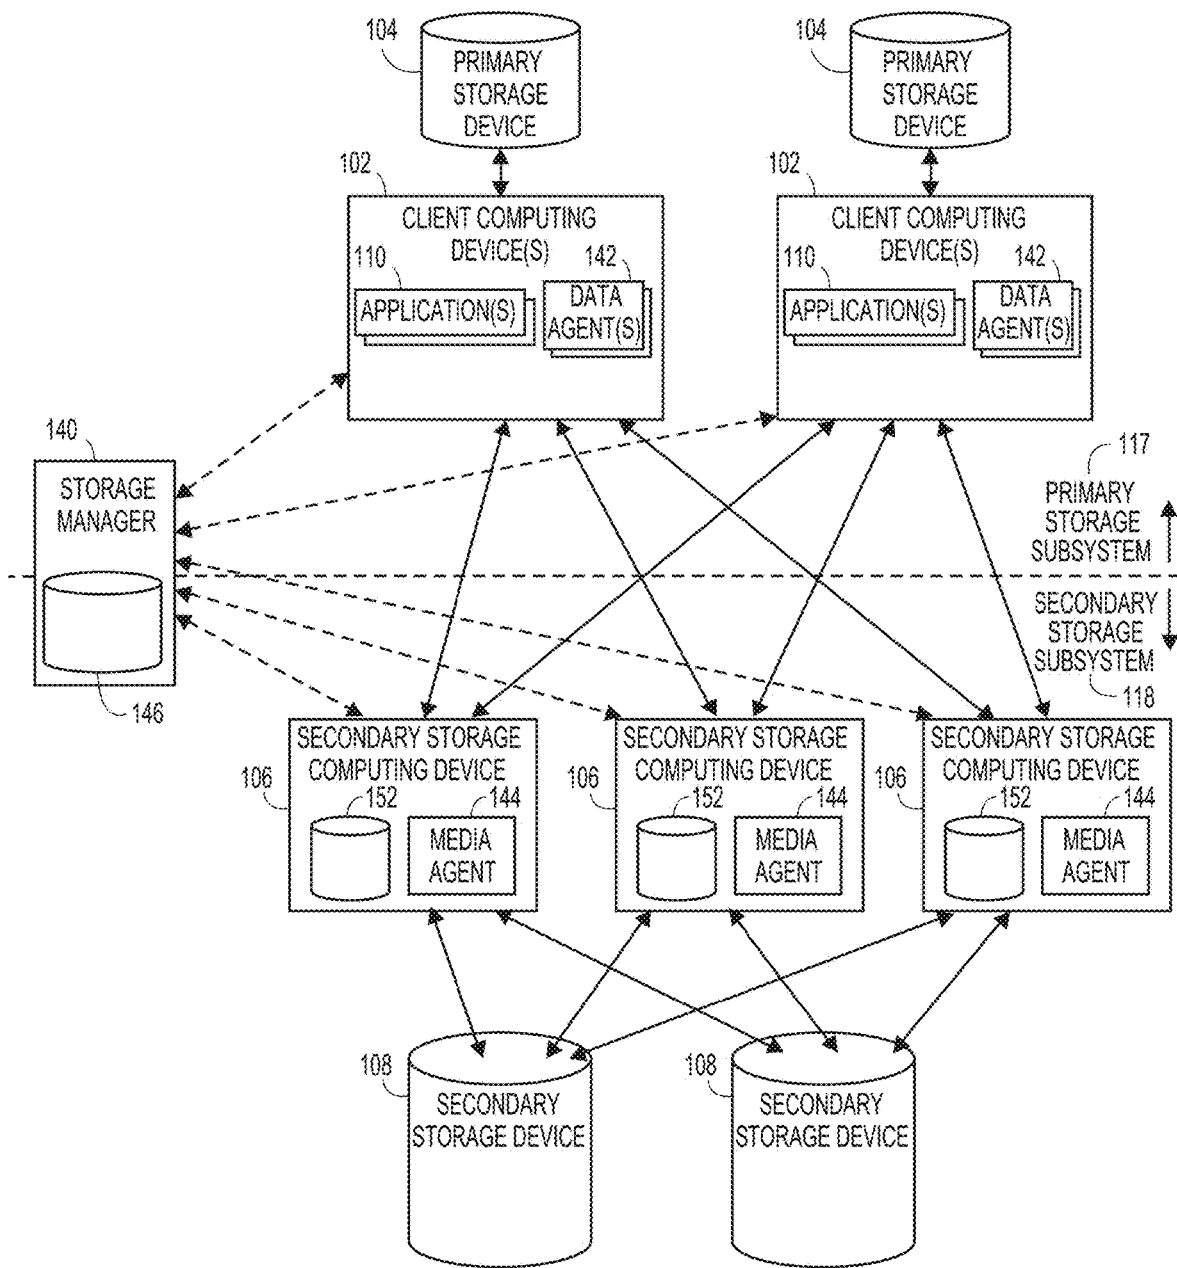 104
PRIMARY
STORAGE
DEVICE
104
PRIMARY
STORAGE
DEVICE
102
CLIENT COMPUTING
DEVICE(S)
110
142
APPLICATION(S)
DATA
AGENT(S)
102
CLIENT COMPUTING
DEVICE(S)
110
142
APPLICATION(S)
DATA
AGENT(S)
140
STORAGE
MANAGER
146
117
PRIMARY
STORAGE
SUBSYSTEM
SECONDARY
STORAGE
SUBSYSTEM
118
SECONDARY STORAGE
COMPUTING DEVICE
106
152
144
MEDIA
AGENT
SECONDARY STORAGE
COMPUTING DEVICE
106
152
144
MEDIA
AGENT
SECONDARY STORAGE
COMPUTING DEVICE
106
152
144
MEDIA
AGENT
108
SECONDARY
STORAGE DEVICE
108
SECONDARY
STORAGE DEVICE